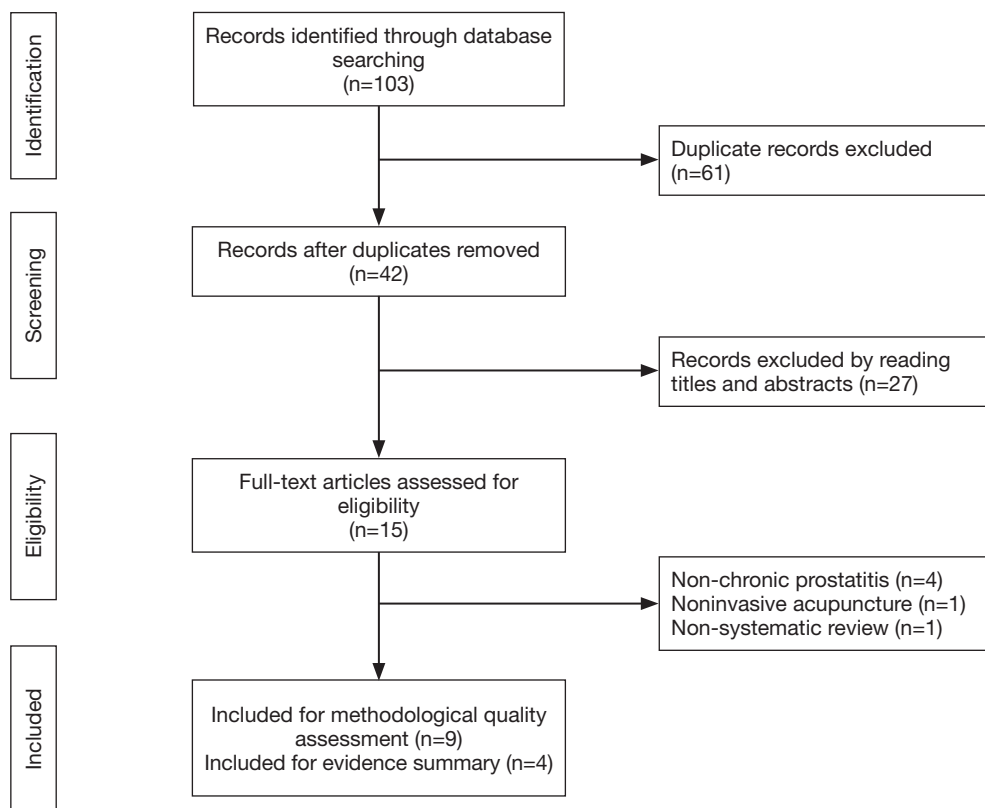 Identification
Records identified through database
searching
(n=103)
Duplicate records excluded
(n=61)
Screening
Records after duplicates removed
(n=42)
Records excluded by reading
titles and abstracts (n=27)
Eligibility
Full-text articles assessed for
eligibility
(n=15)
Non-chronic prostatitis (n=4)
Noninvasive acupuncture (n=1)
Non-systematic review (n=1)
Included
Included for methodological quality
assessment (n=9)
Included for evidence summary (n=4)